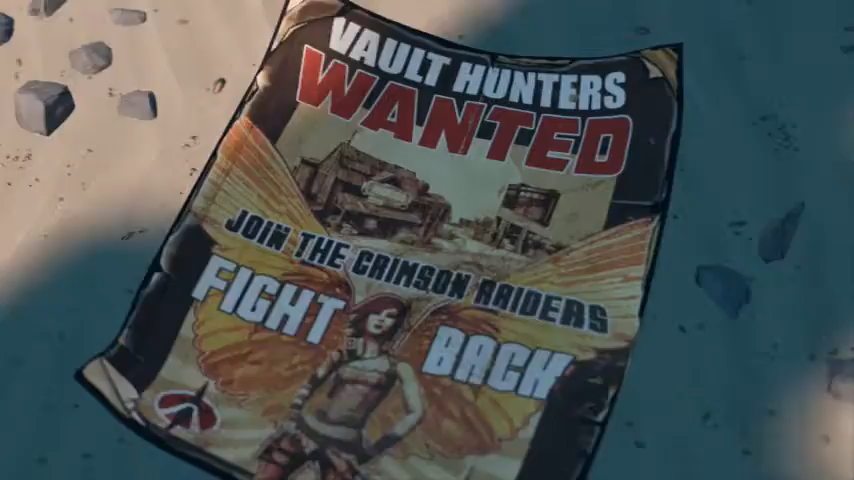 VAULT HUNTERS
WANTED
JOIN THE CRIMSON RAIDERS
FIGHT BACK